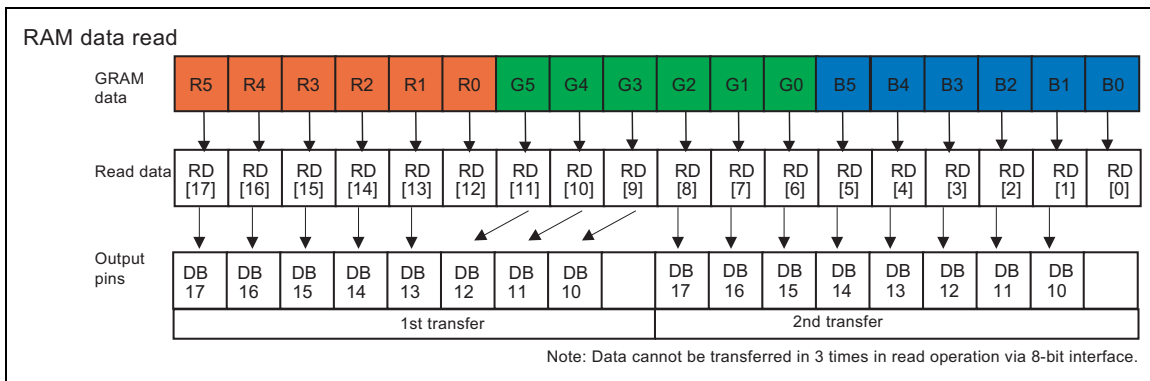 RAM data read
GRAM data R5 R4 R3 R2 R1 R0 G5 G4 G3 G2 G1 G0 B5 B4 B3 B2 B1 B0
Read data RD [17] RD [16] RD [15] RD [14] RD [13] RD [12] RD [11] RD [10] RD [9] RD [8] RD [7] RD [6] RD [5] RD [4] RD [3] RD [2] RD [1] RD [0]
Output pins DB 17 DB 16 DB 15 DB 14 DB 13 DB 12 DB 11 DB 10 DB 17 DB 16 DB 15 DB 14 DB 13 DB 12 DB 11 DB 10
1st transfer 2nd transfer
Note: Data cannot be transferred in 3 times in read operation via 8-bit interface.